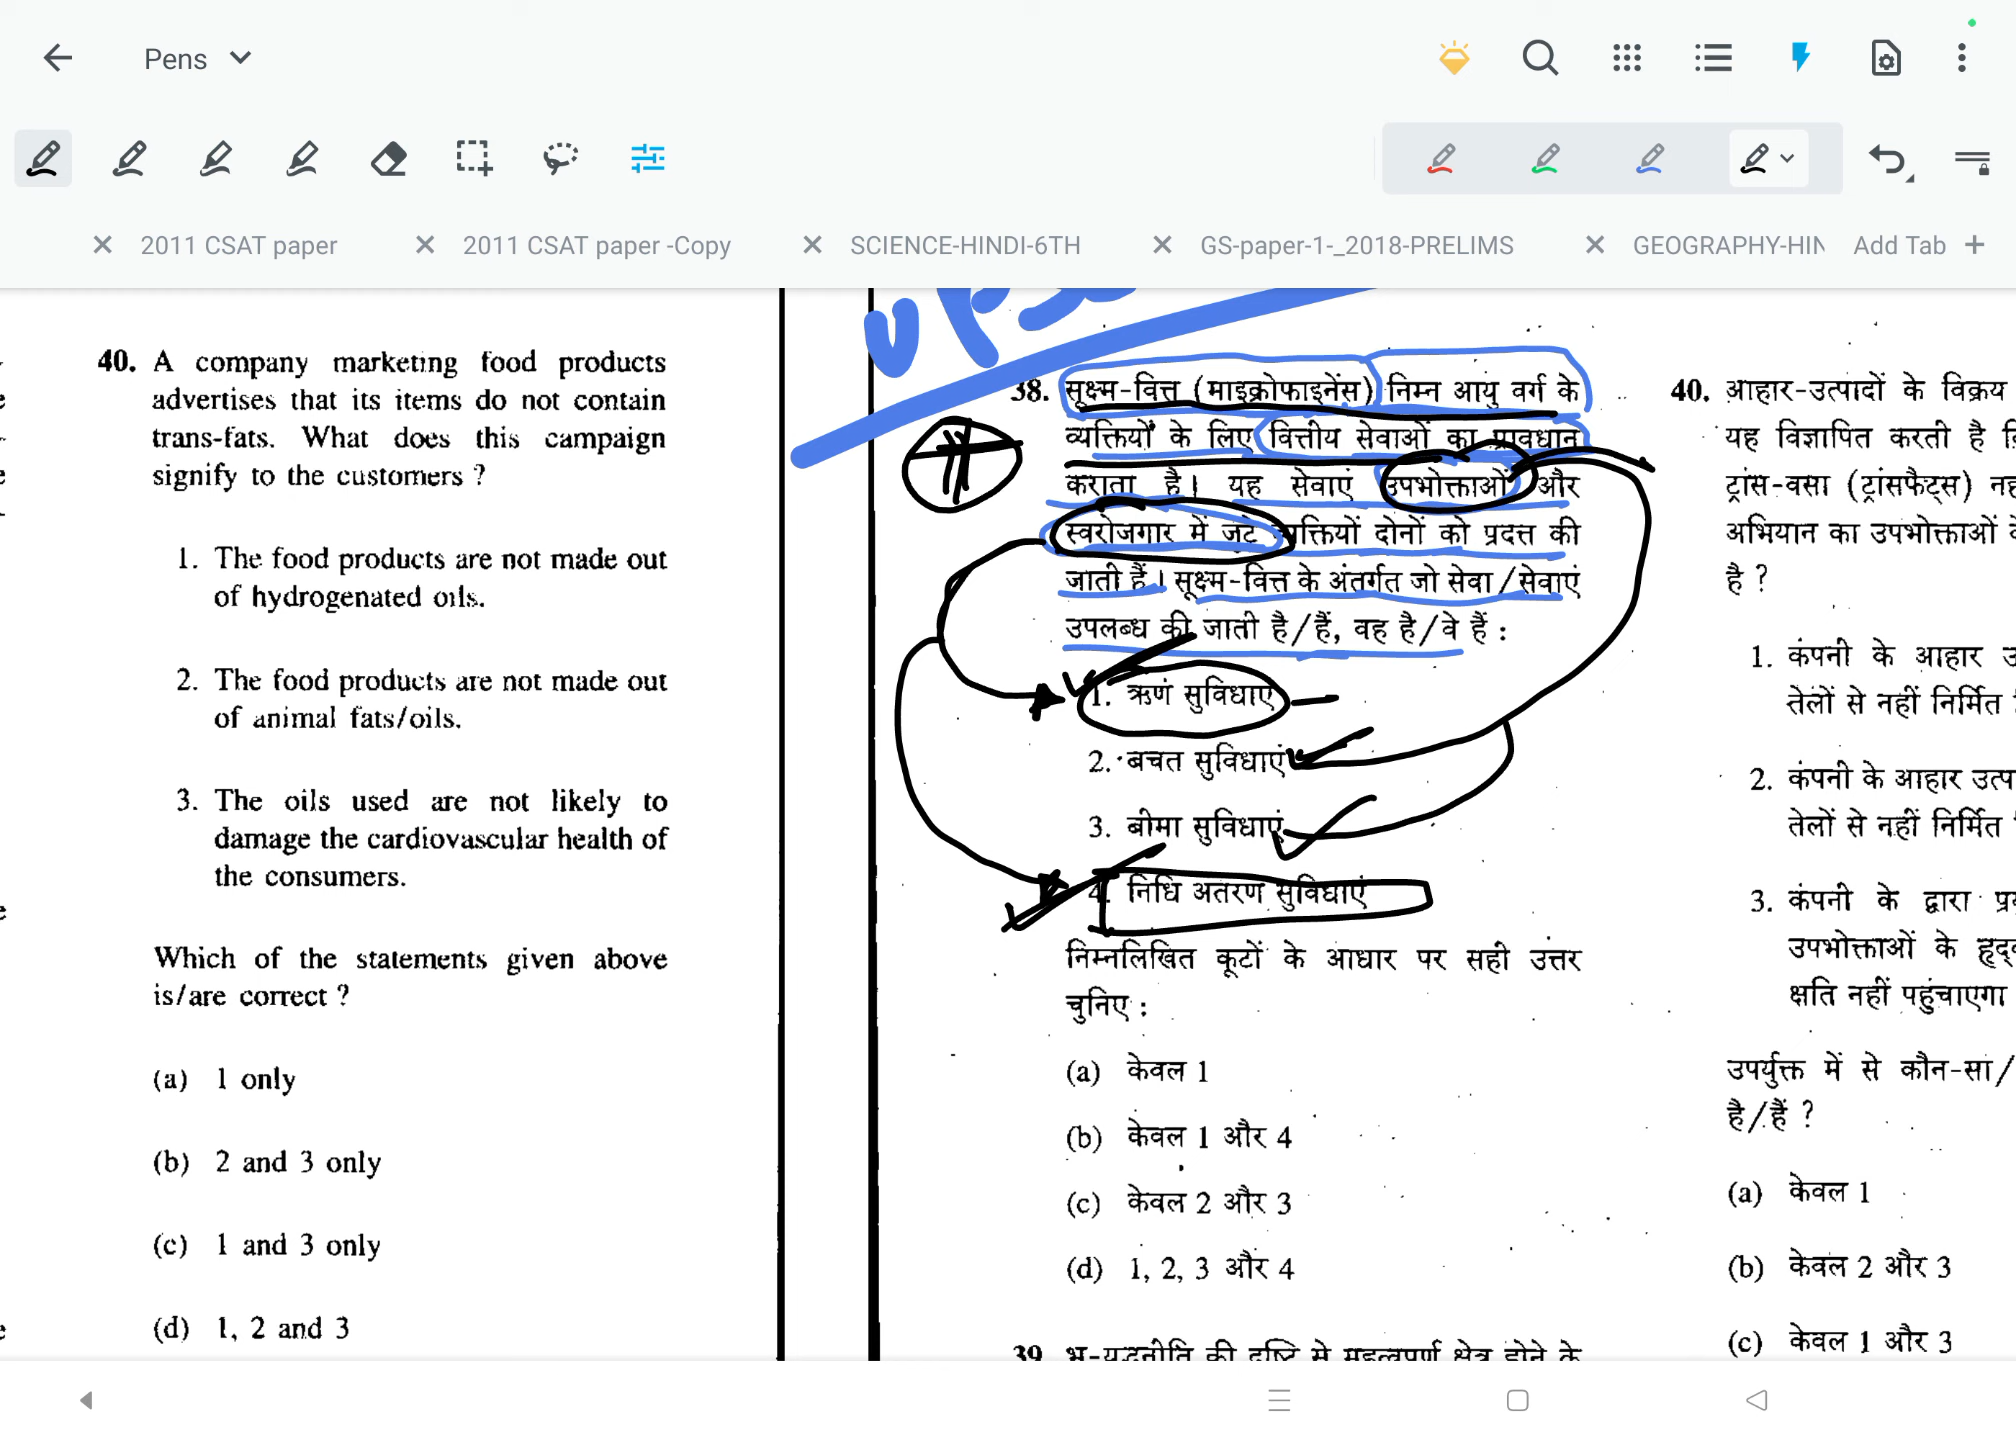 Pens
2011 CSAT paper
2011 CSAT paper -Copy
SCIENCE-HINDI-6TH
GS-paper-1-_2018-PRELIMS
GEOGRAPHY-HIN
Add Tab
40. A company marketing food products
advertises that its items do not contain
trans-fats. What does this campaign
signify to the customers ?
1. The food products are not made out
of hydrogenated oils.
2. The food products are not made out
of animal fats/oils.
3. The oils used are not likely to
damage the cardiovascular health of
the consumers.
Which of the statements given above
is/are correct ?
(a) 1 only
(b) 2 and 3 only
(c) 1 and 3 only
(d) 1, 2 and 3
38. सूक्ष्म-वित्त (माइक्रोफाइनेंस) निम्न आयु वर्ग के
व्यक्तियों के लिए वित्तीय सेवाओं का प्रावधान
कराता है। यह सेवाएं उपभोक्ताओं और
स्वरोजगार में जुटे व्यक्तियों दोनों को प्रदत्त की
जाती हैं। सूक्ष्म-वित्त के अंतर्गत जो सेवा/सेवाएं
उपलब्ध की जाती है/हैं, वह है/वे हैं :
1. ऋण सुविधाएं
2. बचत सुविधाएं
3. बीमा सुविधाएं
4. निधि अंतरण सुविधाएं
निम्नलिखित कूटों के आधार पर सही उत्तर
चुनिए :
(a) केवल 1
(b) केवल 1 और 4
(c) केवल 2 और 3
(d) 1, 2, 3 और 4
39. भू-युद्धनीति की दृष्टि से महत्वपूर्ण क्षेत्र होने के
40. आहार-उत्पादों के विक्रय
यह विज्ञापित करती है
ट्रांस-वसा (ट्रांसफैट्स)
अभियान का उपभोक्ताओं
है ?
1. कंपनी के आहार
तेलों से नहीं निर्मित
2. कंपनी के आहार
तेलों से नहीं निर्मित
3. कंपनी के द्वारा
उपभोक्ताओं के
क्षति नहीं पहुंचाएगा
उपर्युक्त में से कौन-सा/
है/हैं ?
(a) केवल 1
(b) केवल 2 और 3
(c) केवल 1 और 3